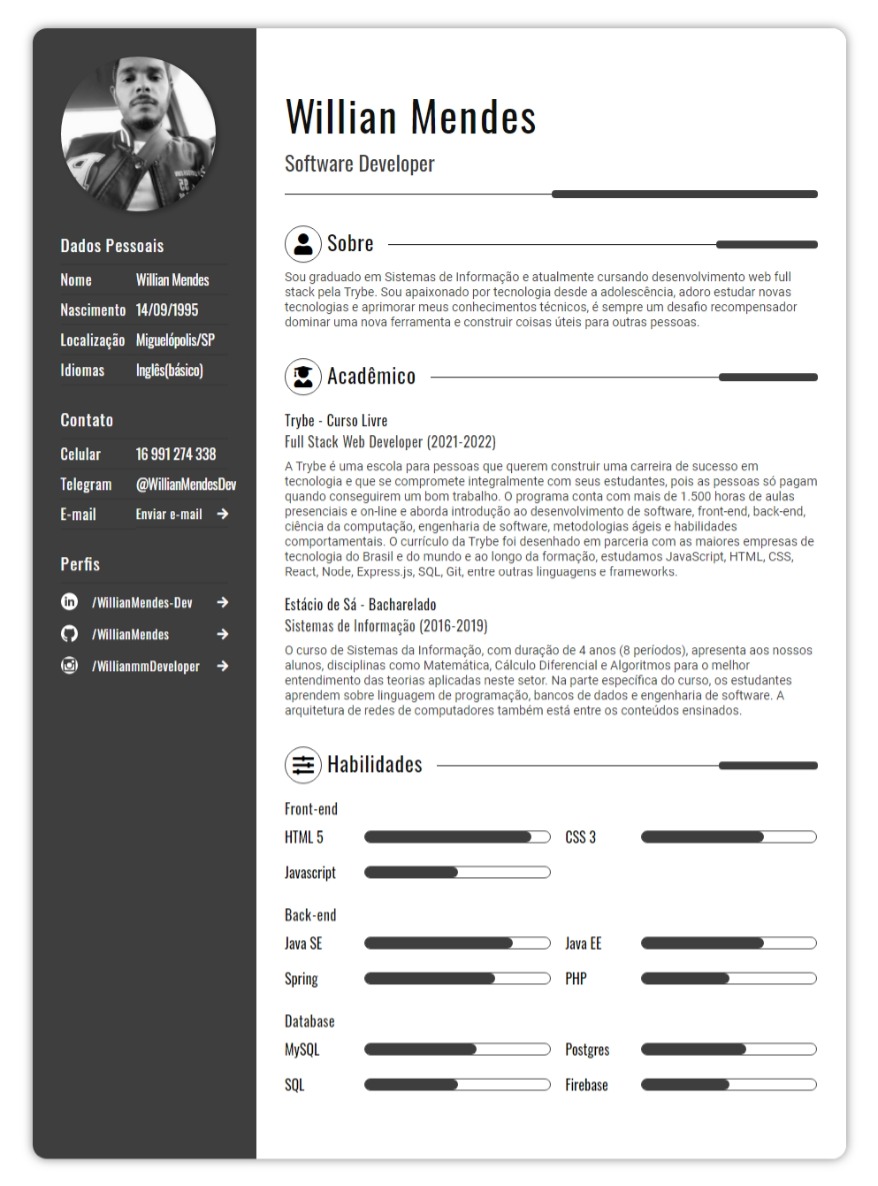 Dados Pessoais
Nome Willian Mendes
Nascimento 14/09/1995
Localização Miguelópolis/SP
Idiomas Inglês(básico)
Contato
Celular 16 991 274 338
Telegram @WillianMendesDev
E-mail Enviar e-mail
Perfis
/WillianMendes-Dev
/WillianMendes
/WillianmmDeveloper
Willian Mendes
Software Developer
Sobre
Sou graduado em Sistemas de Informação e atualmente cursando desenvolvimento web full
stack pela Trybe. Sou apaixonado por tecnologia desde a adolescência, adoro estudar novas
tecnologias e aprimorar meus conhecimentos técnicos, é sempre um desafio recompensador
dominar uma nova ferramenta e construir coisas úteis para outras pessoas.
Acadêmico
Trybe - Curso Livre
Full Stack Web Developer (2021-2022)
A Trybe é uma escola para pessoas que querem construir uma carreira de sucesso em
tecnologia e que se compromete integralmente com seus estudantes, pois as pessoas só pagam
quando conseguirem um bom trabalho. O programa conta com mais de 1.500 horas de aulas
presenciais e on-line e aborda introdução ao desenvolvimento de software, front-end, back-end,
ciência da computação, engenharia de software, metodologias ágeis e habilidades
comportamentais. O currículo da Trybe foi desenhado em parceria com as maiores empresas de
tecnologia do Brasil e do mundo e ao longo da formação, estudamos JavaScript, HTML, CSS,
React, Node, Express.js, SQL, Git, entre outras linguagens e frameworks.
Estácio de Sá - Bacharelado
Sistemas de Informação (2016-2019)
O curso de Sistemas da Informação, com duração de 4 anos (8 períodos), apresenta aos nossos
alunos, disciplinas como Matemática, Cálculo Diferencial e Algoritmos para o melhor
entendimento das teorias aplicadas neste setor. Na parte específica do curso, os estudantes
aprendem sobre linguagem de programação, bancos de dados e engenharia de software. A
arquitetura de redes de computadores também está entre os conteúdos ensinados.
Habilidades
Front-end
HTML 5 CSS 3
Javascript
Back-end
Java SE Java EE
Spring PHP
Database
MySQL Postgres
SQL Firebase